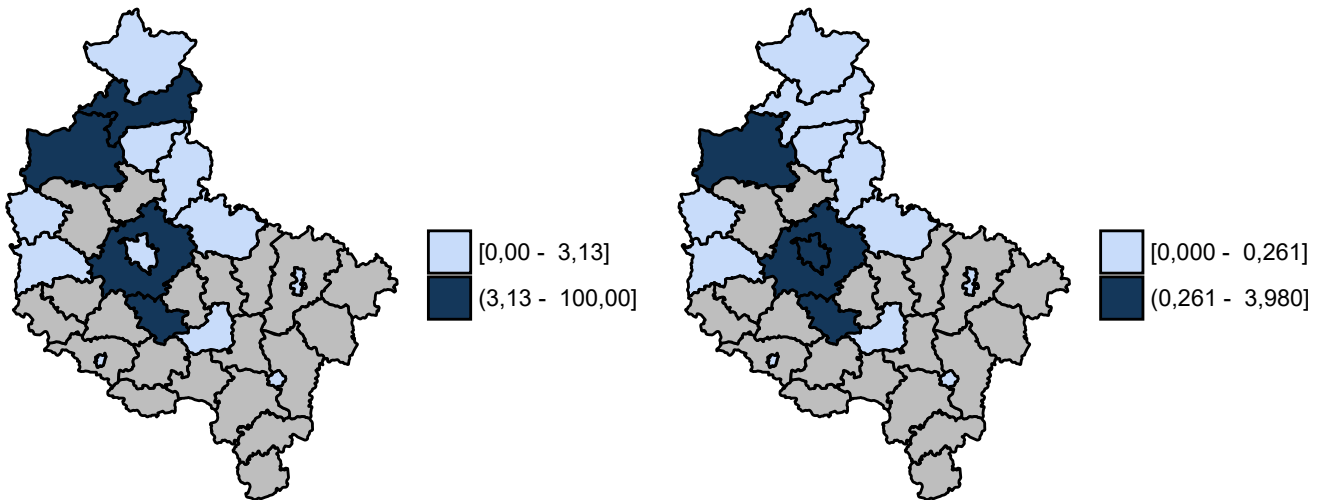 [0,00 - 3,13]
(3,13 - 100,00]
[0,000 - 0,261]
(0,261 - 3,980]